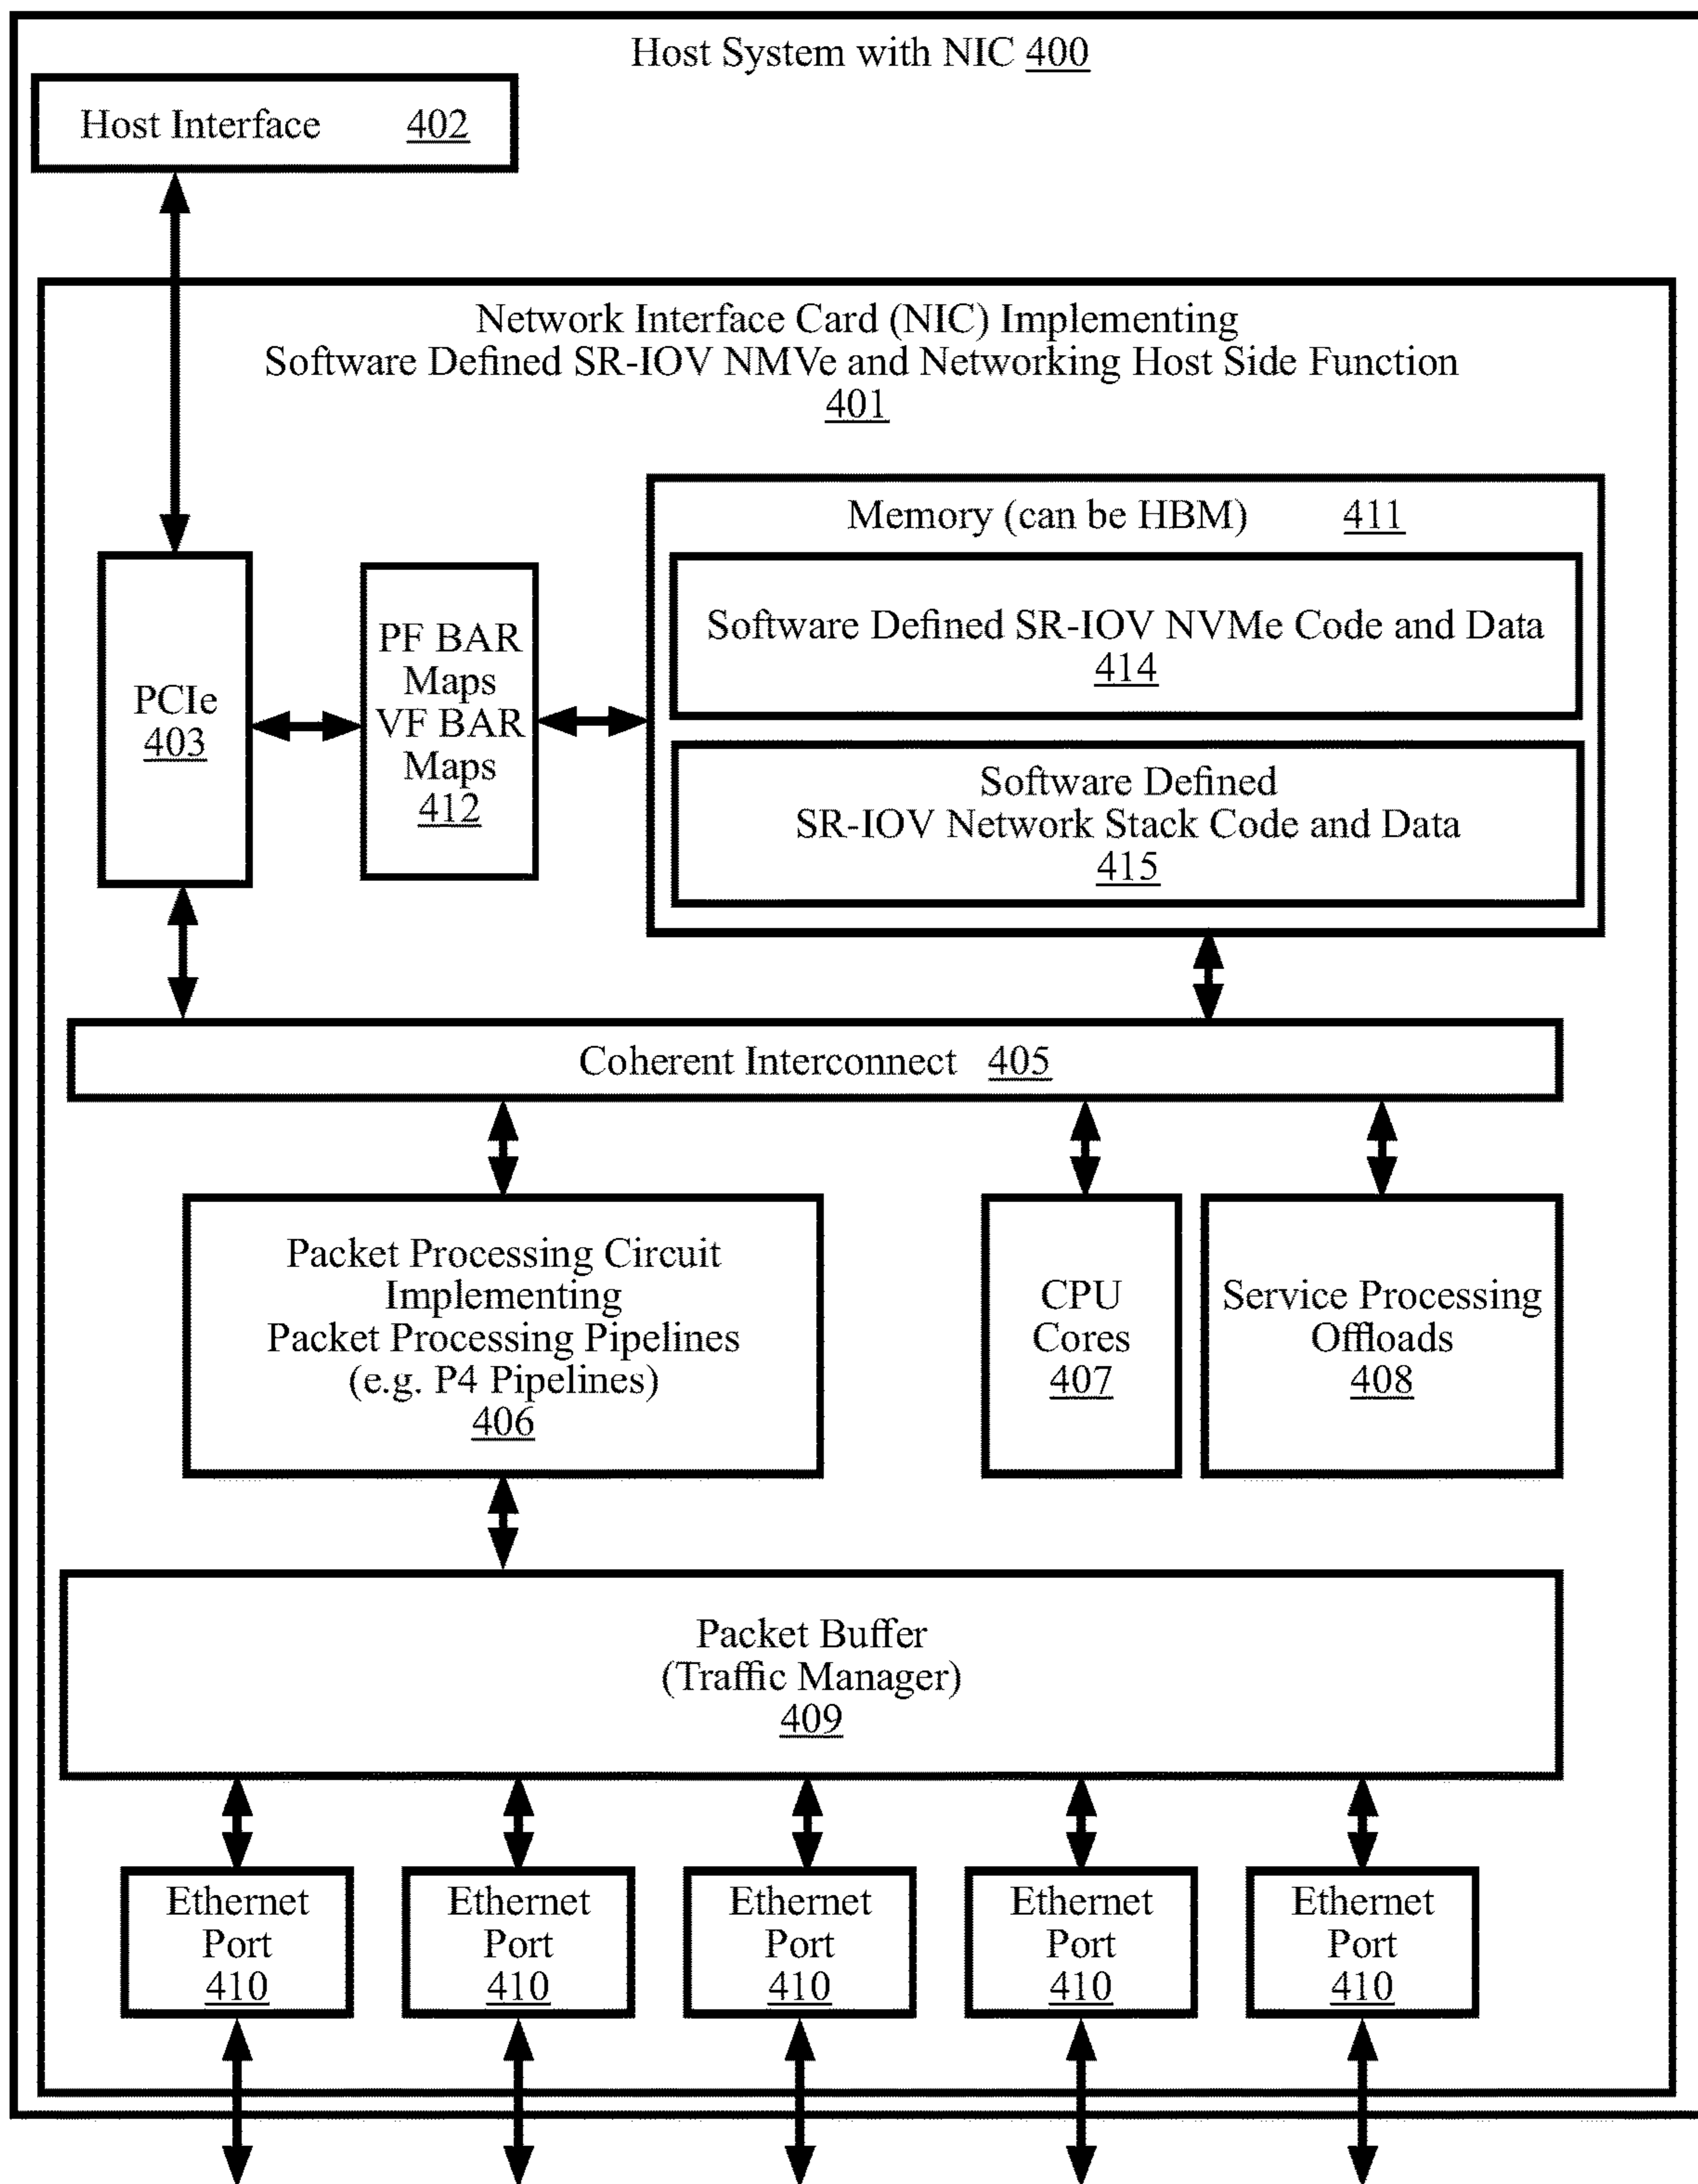 Host System with NIC 400
Host Interface 402
Network Interface Card (NIC) Implementing
Software Defined SR-IOV NMVe and Networking Host Side Function
401
Memory (can be HBM) 411
Software Defined SR-IOV NVMe Code and Data
414
Software Defined
SR-IOV Network Stack Code and Data
415
PCIe
403
PF BAR
Maps
VF BAR
Maps
412
Coherent Interconnect 405
Packet Processing Circuit
Implementing
Packet Processing Pipelines
(e.g. P4 Pipelines)
406
CPU
Cores
407
Service Processing
Offloads
408
Packet Buffer
(Traffic Manager)
409
Ethernet
Port
410
Ethernet
Port
410
Ethernet
Port
410
Ethernet
Port
410
Ethernet
Port
410